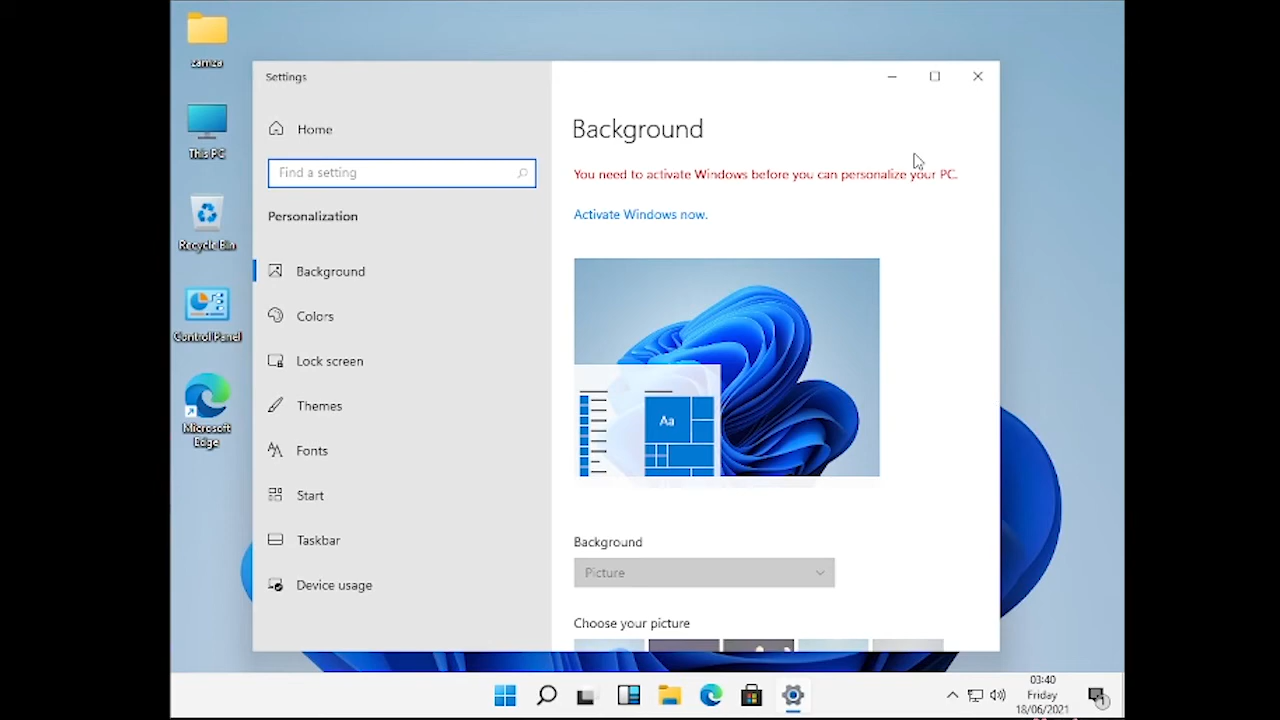 zamza
This PC
Recycle Bin
Control Panel
Microsoft
Edge
Settings
Home
Find a setting
Personalization
Background
Colors
Lock screen
Themes
Fonts
Start
Taskbar
Device usage
Background
You need to activate Windows before you can personalize your PC.
Activate Windows now.
Aa
Background
Picture
Choose your picture
03:40
Friday
18/06/2021
1